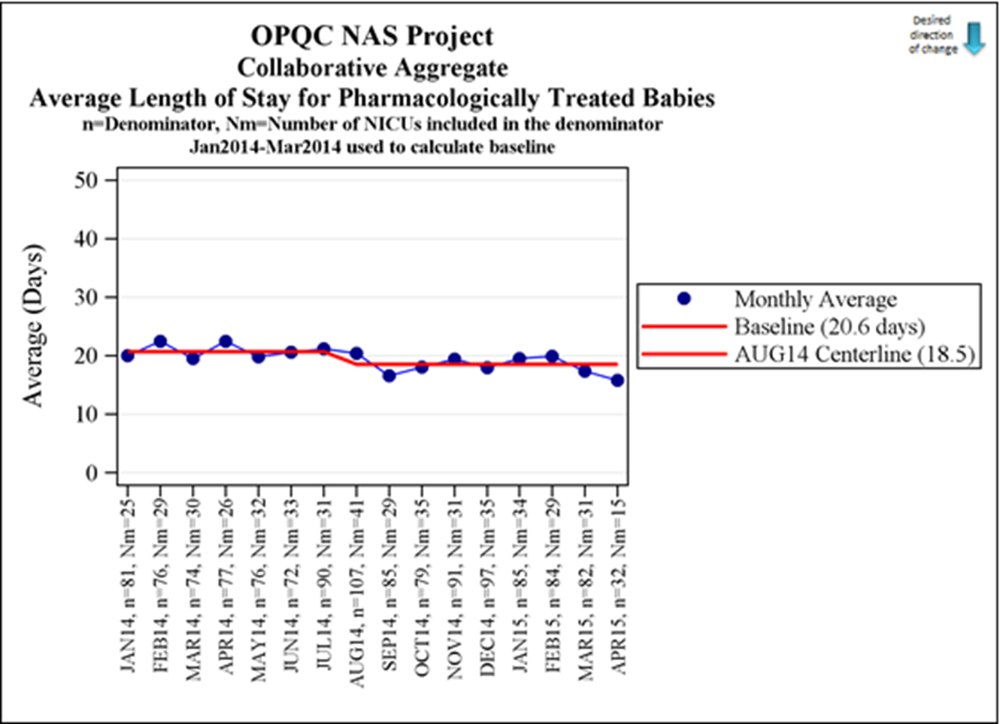 OPQC NAS Project
Collaborative Aggregate
Average Length of Stay for Pharmacologically Treated Babies
n=Denominator, Nm=Number of NICUs included in the denominator
Jan2014-Mar2014 used to calculate baseline
Desired
direction
of change
Average (Days)
50
40
30
20
10
0
Monthly Average
Baseline (20.6 days)
AUG14 Centerline (18.5)
JAN14, n=81, Nm=25
FEB14, n=76, Nm=29
MAR14, n=74, Nm=30
APR14, n=77, Nm=26
MAY14, n=76, Nm=32
JUN14, n=72, Nm=33
JUL14, n=90, Nm=31
AUG14, n=107, Nm=41
SEP14, n=85, Nm=29
OCT14, n=79, Nm=35
NOV14, n=91, Nm=31
DEC14, n=97, Nm=35
JAN15, n=85, Nm=34
FEB15, n=84, Nm=29
MAR15, n=82, Nm=31
APR15, n=32, Nm=15